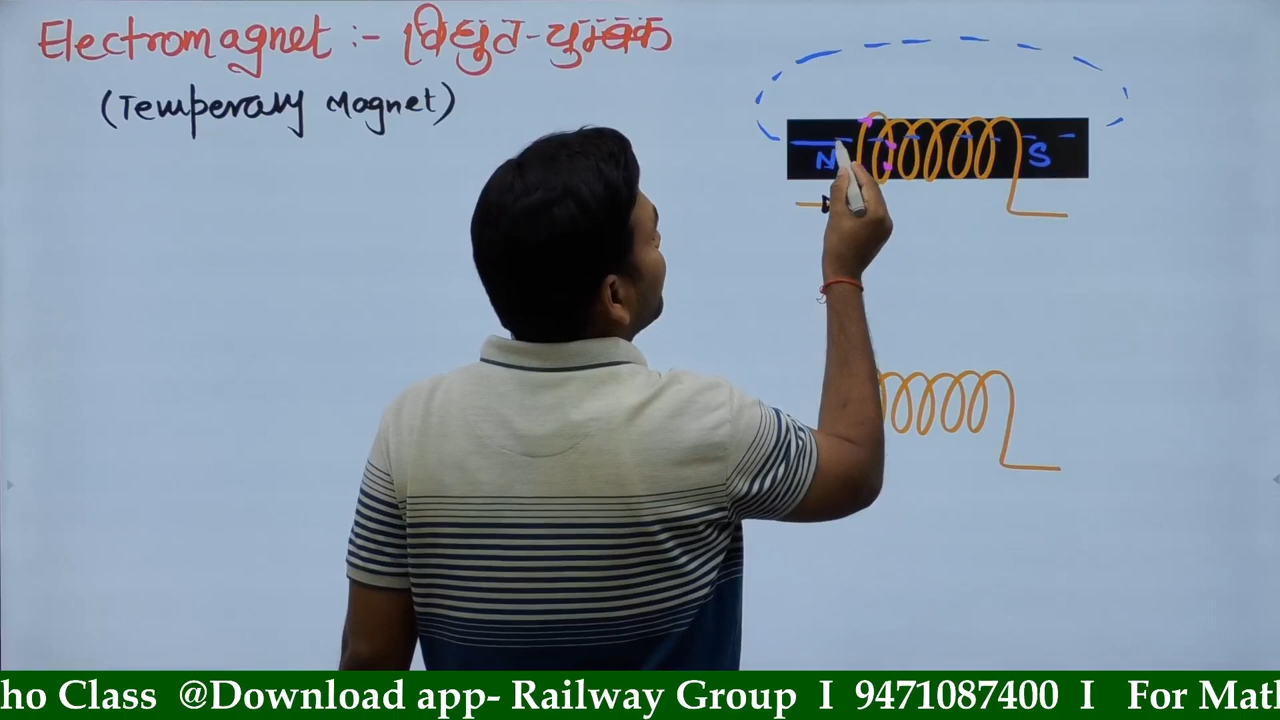 Electromagnet :- विद्युत-चुम्बक
(Temperary Magnet)
N
S
ho Class @Download app- Railway Group I 9471087400 I For Mat